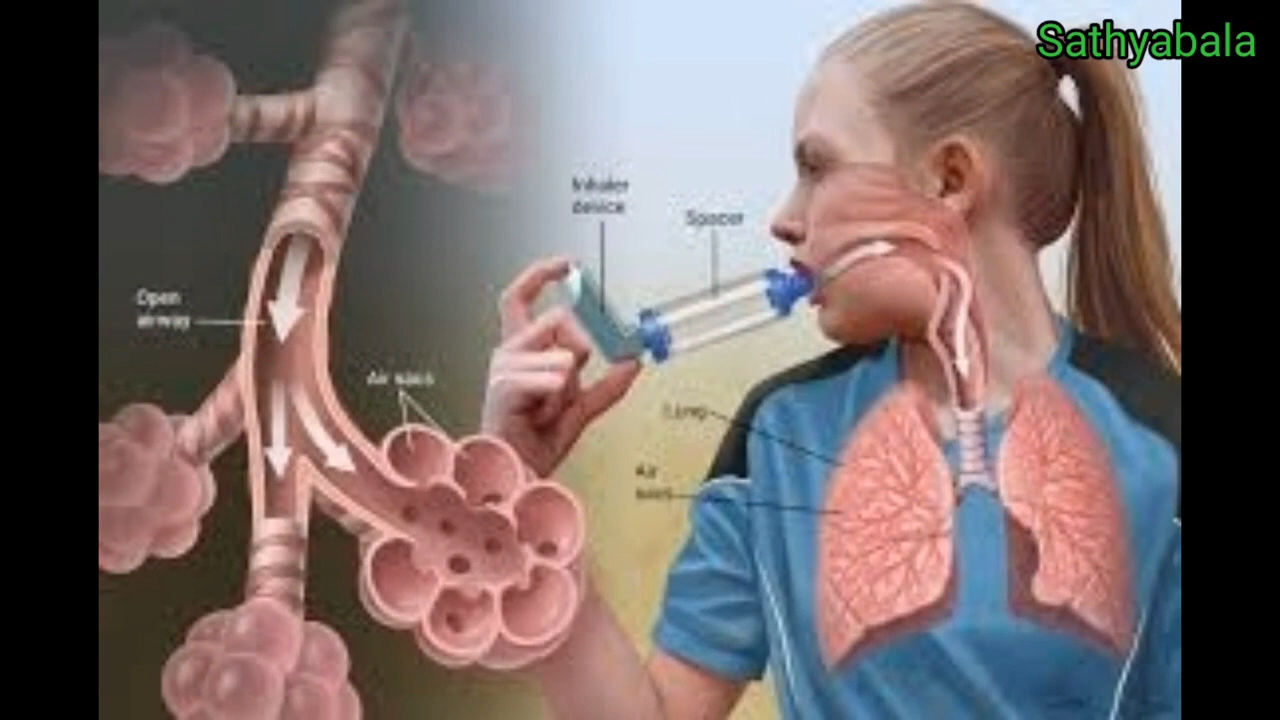 Sathyabala
Inhaler
device
Spacer
Open
airway
Air sacs
Lung
Air
sacs